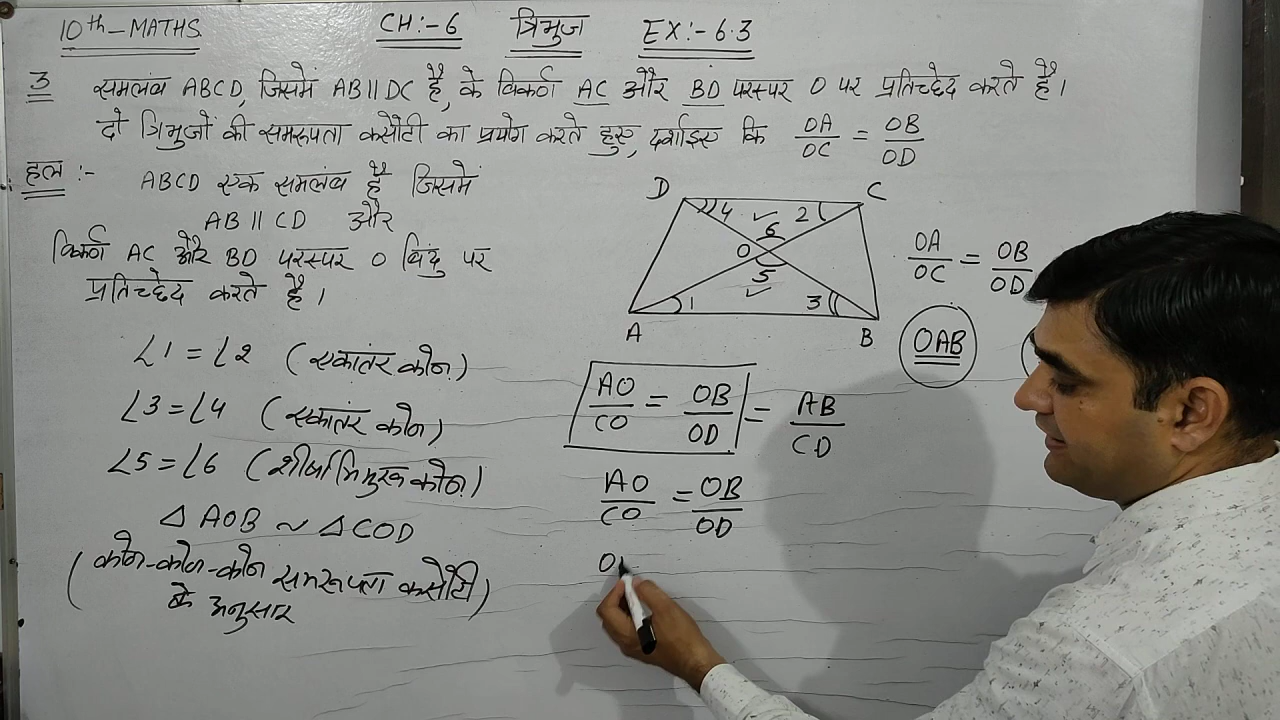 10th-MATHS CH:-6 त्रिभुज EX:-6.3
3 समलंब ABCD, जिसमें AB||DC है, के विकर्ण AC और BD परस्पर O पर प्रतिच्छेद करते हैं।
दो त्रिभुजों की समरूपता कसौटी का प्रयोग करते हुए, दर्शाइए कि OA/OC = OB/OD
हल :- ABCD एक समलंब है जिसमें
AB || CD और
विकर्ण AC और BD परस्पर O बिंदु पर
प्रतिच्छेद करते है।
∠1 = ∠2 (एकांतर कोन)
∠3 = ∠4 (एकांतर कोन)
∠5 = ∠6 (शीर्षाभिमुख कोन)
△ AOB ~ △ COD
(कोन-कोन-कोन समरूपता कसौटी
के अनुसार)
D C
4 ✓ 2
6
O
5
1 ✓ 3
A B
OA/OC = OB/OD
OAB
AO/CO = OB/OD = AB/CD
AO/CO = OB/OD